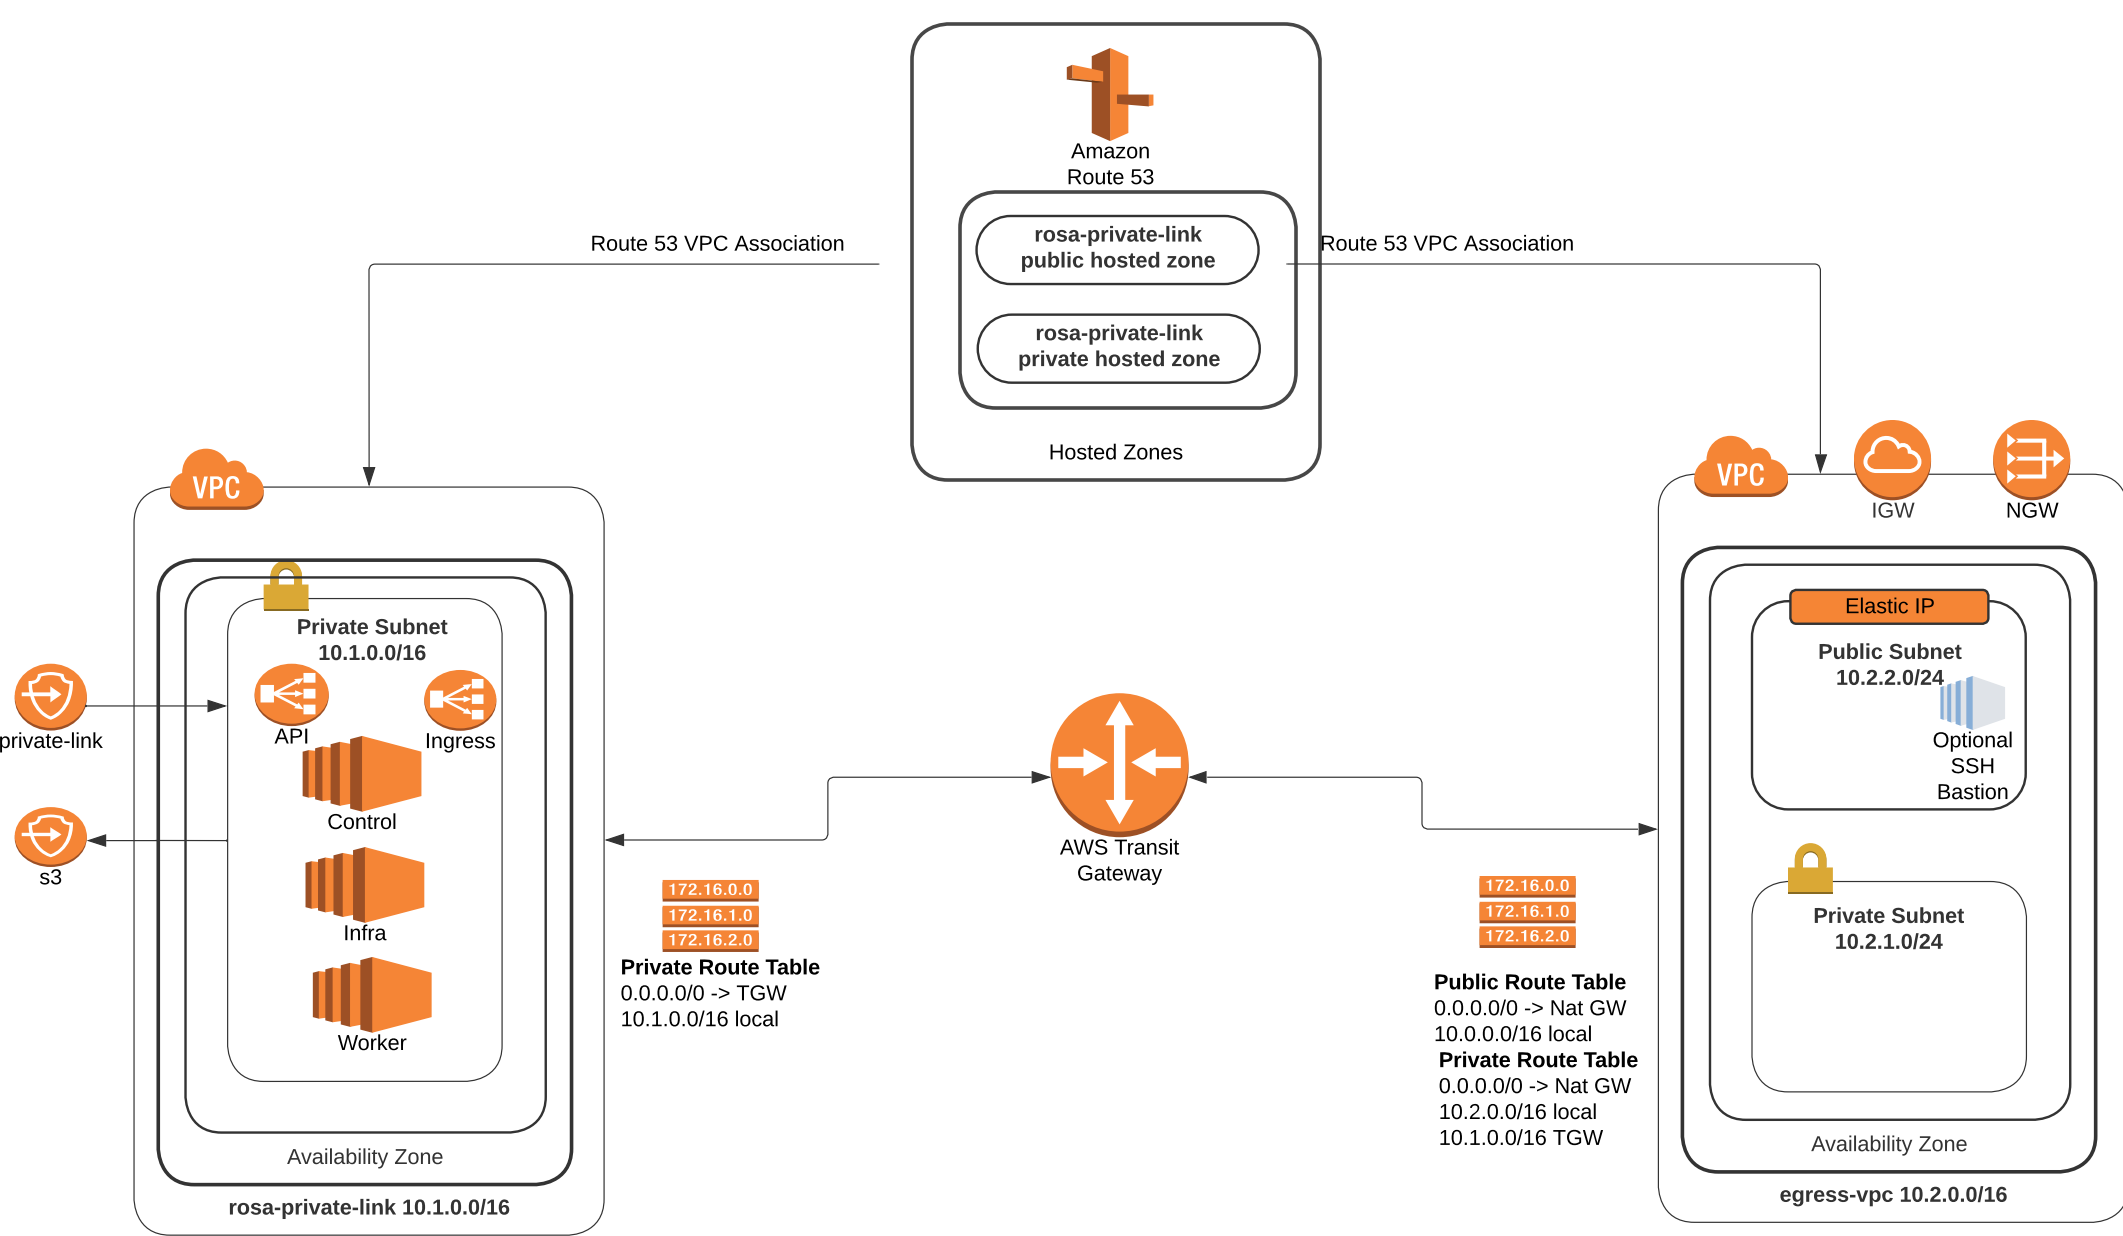 Amazon
Route 53
rosa-private-link
public hosted zone
rosa-private-link
private hosted zone
Hosted Zones
Route 53 VPC Association
Route 53 VPC Association
VPC
Private Subnet
10.1.0.0/16
API
Ingress
Control
Infra
Worker
Availability Zone
rosa-private-link 10.1.0.0/16
private-link
s3
AWS Transit
Gateway
172.16.0.0
172.16.1.0
172.16.2.0
Private Route Table
0.0.0.0/0 -> TGW
10.1.0.0/16 local
172.16.0.0
172.16.1.0
172.16.2.0
Public Route Table
0.0.0.0/0 -> Nat GW
10.0.0.0/16 local
Private Route Table
0.0.0.0/0 -> Nat GW
10.2.0.0/16 local
10.1.0.0/16 TGW
VPC
IGW
NGW
Elastic IP
Public Subnet
10.2.2.0/24
Optional
SSH
Bastion
Private Subnet
10.2.1.0/24
Availability Zone
egress-vpc 10.2.0.0/16